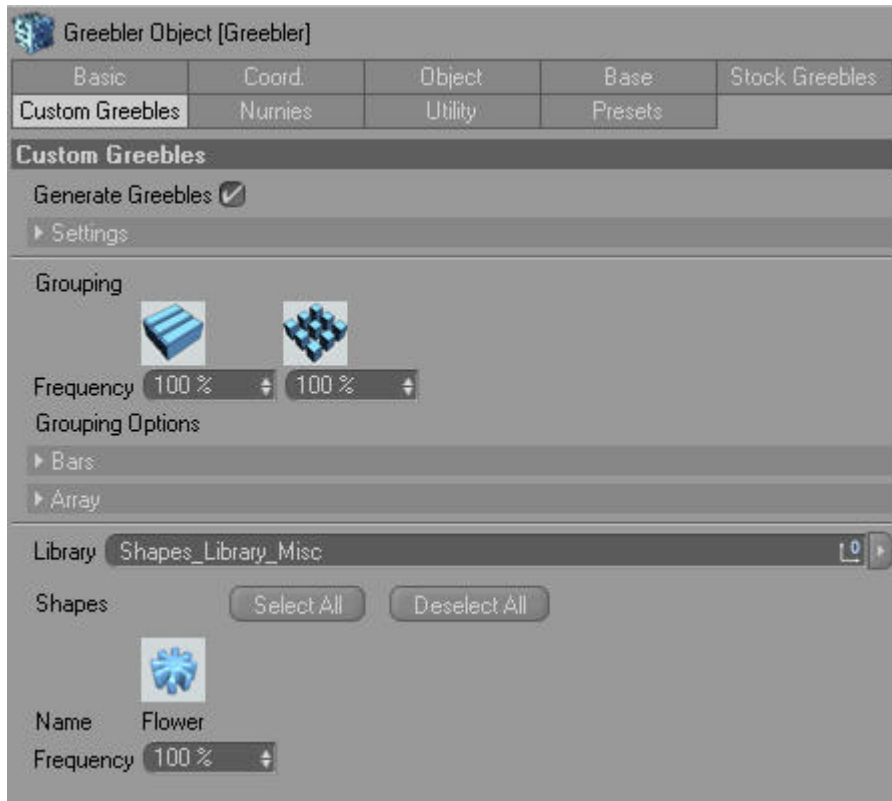 Greebler Object [Greebler]
Basic Coord. Object Base Stock Greebles
Custom Greebles Nurnies Utility Presets
Custom Greebles
Generate Greebles
Settings
Grouping
Frequency 100 % 100 %
Grouping Options
Bars
Array
Library Shapes_Library_Misc 0
Shapes Select All Deselect All
Name Flower
Frequency 100 %